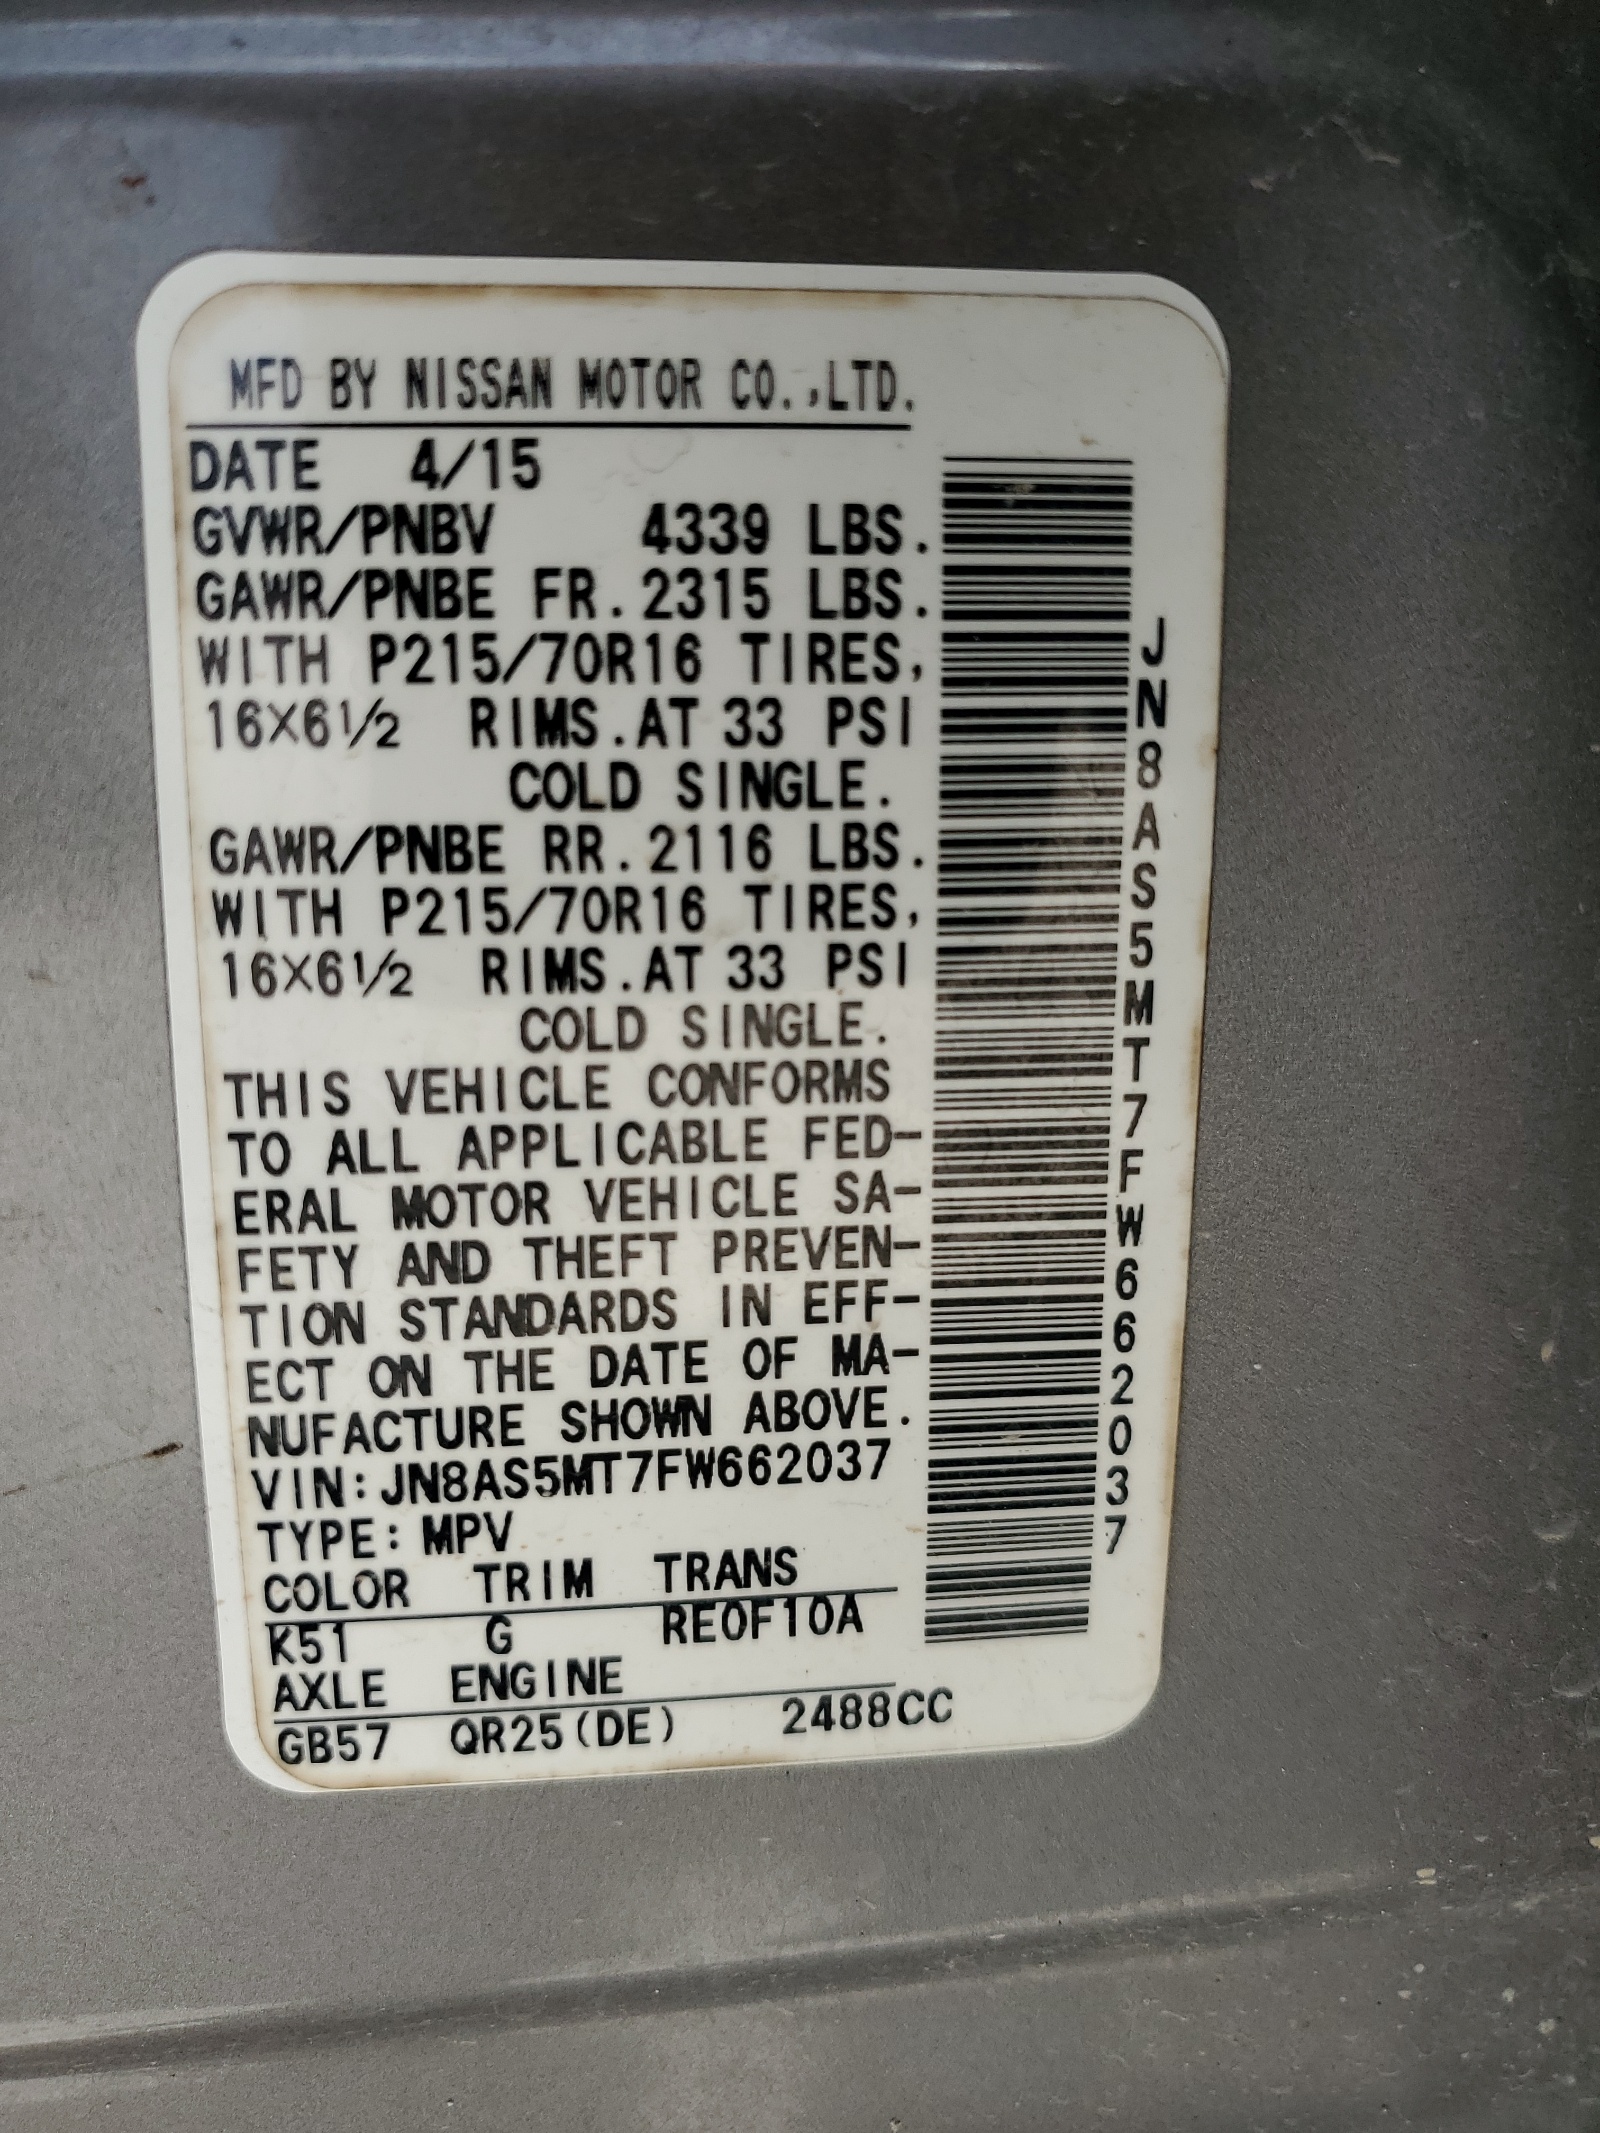 MFD BY NISSAN MOTOR CO.,LTD.
DATE 4/15
GVWR/PNBV 4339 LBS.
GAWR/PNBE FR. 2315 LBS.
WITH P215/70R16 TIRES,
16X6½ RIMS.AT 33 PSI
COLD SINGLE.
GAWR/PNBE RR. 2116 LBS.
WITH P215/70R16 TIRES,
16X6½ RIMS.AT 33 PSI
COLD SINGLE.
THIS VEHICLE CONFORMS
TO ALL APPLICABLE FED-
ERAL MOTOR VEHICLE SA-
FETY AND THEFT PREVEN-
TION STANDARDS IN EFF-
ECT ON THE DATE OF MA-
NUFACTURE SHOWN ABOVE.
VIN:JN8AS5MT7FW662037
TYPE:MPV
COLOR TRIM TRANS
K51 G RE0F10A
AXLE ENGINE
GB57 QR25(DE) 2488CC
JN8AS5MT7FW662037